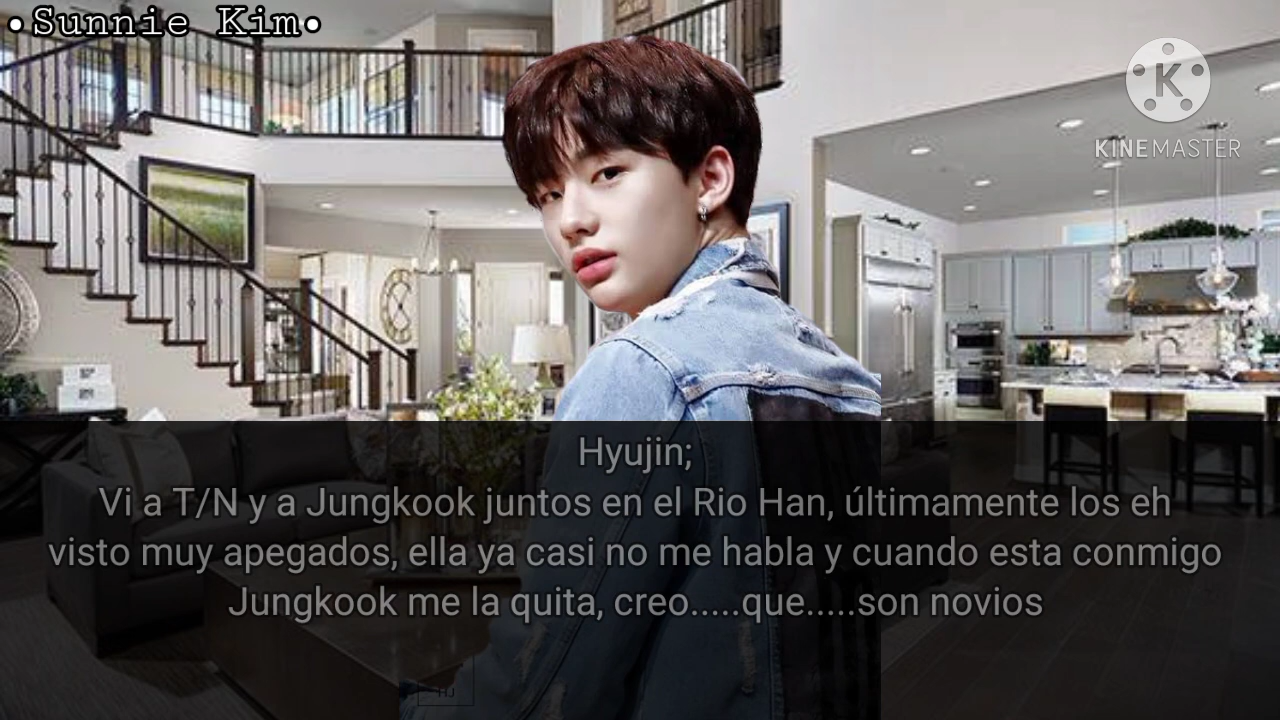 •Sunnie Kim•
KINEMASTER
Hyujin;
Vi a T/N y a Jungkook juntos en el Rio Han, últimamente los eh
visto muy apegados, ella ya casi no me habla y cuando esta conmigo
Jungkook me la quita, creo.....que.....son novios
HJ